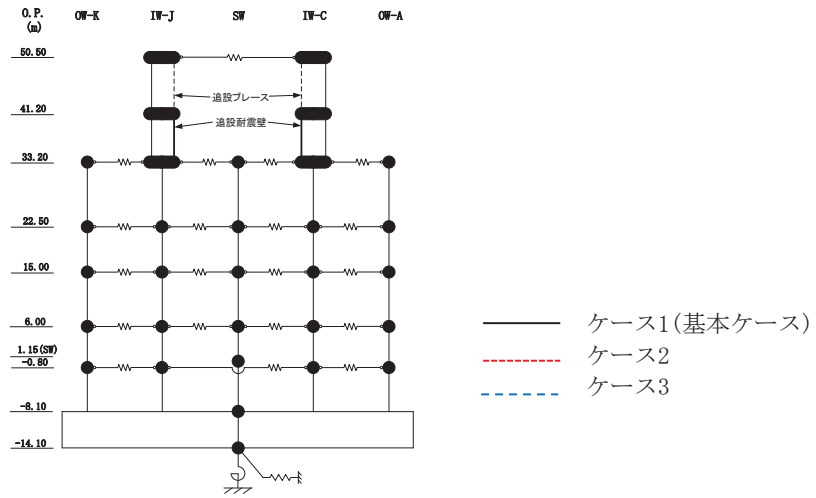 O.P.
(m)
OW-K IW-J SW IW-C OW-A
50.50
追設ブレース
41.20
追設耐震壁
33.20
22.50
15.00
6.00
1.15(SW)
-0.80
-8.10
-14.10
ケース1(基本ケース)
ケース2
ケース3